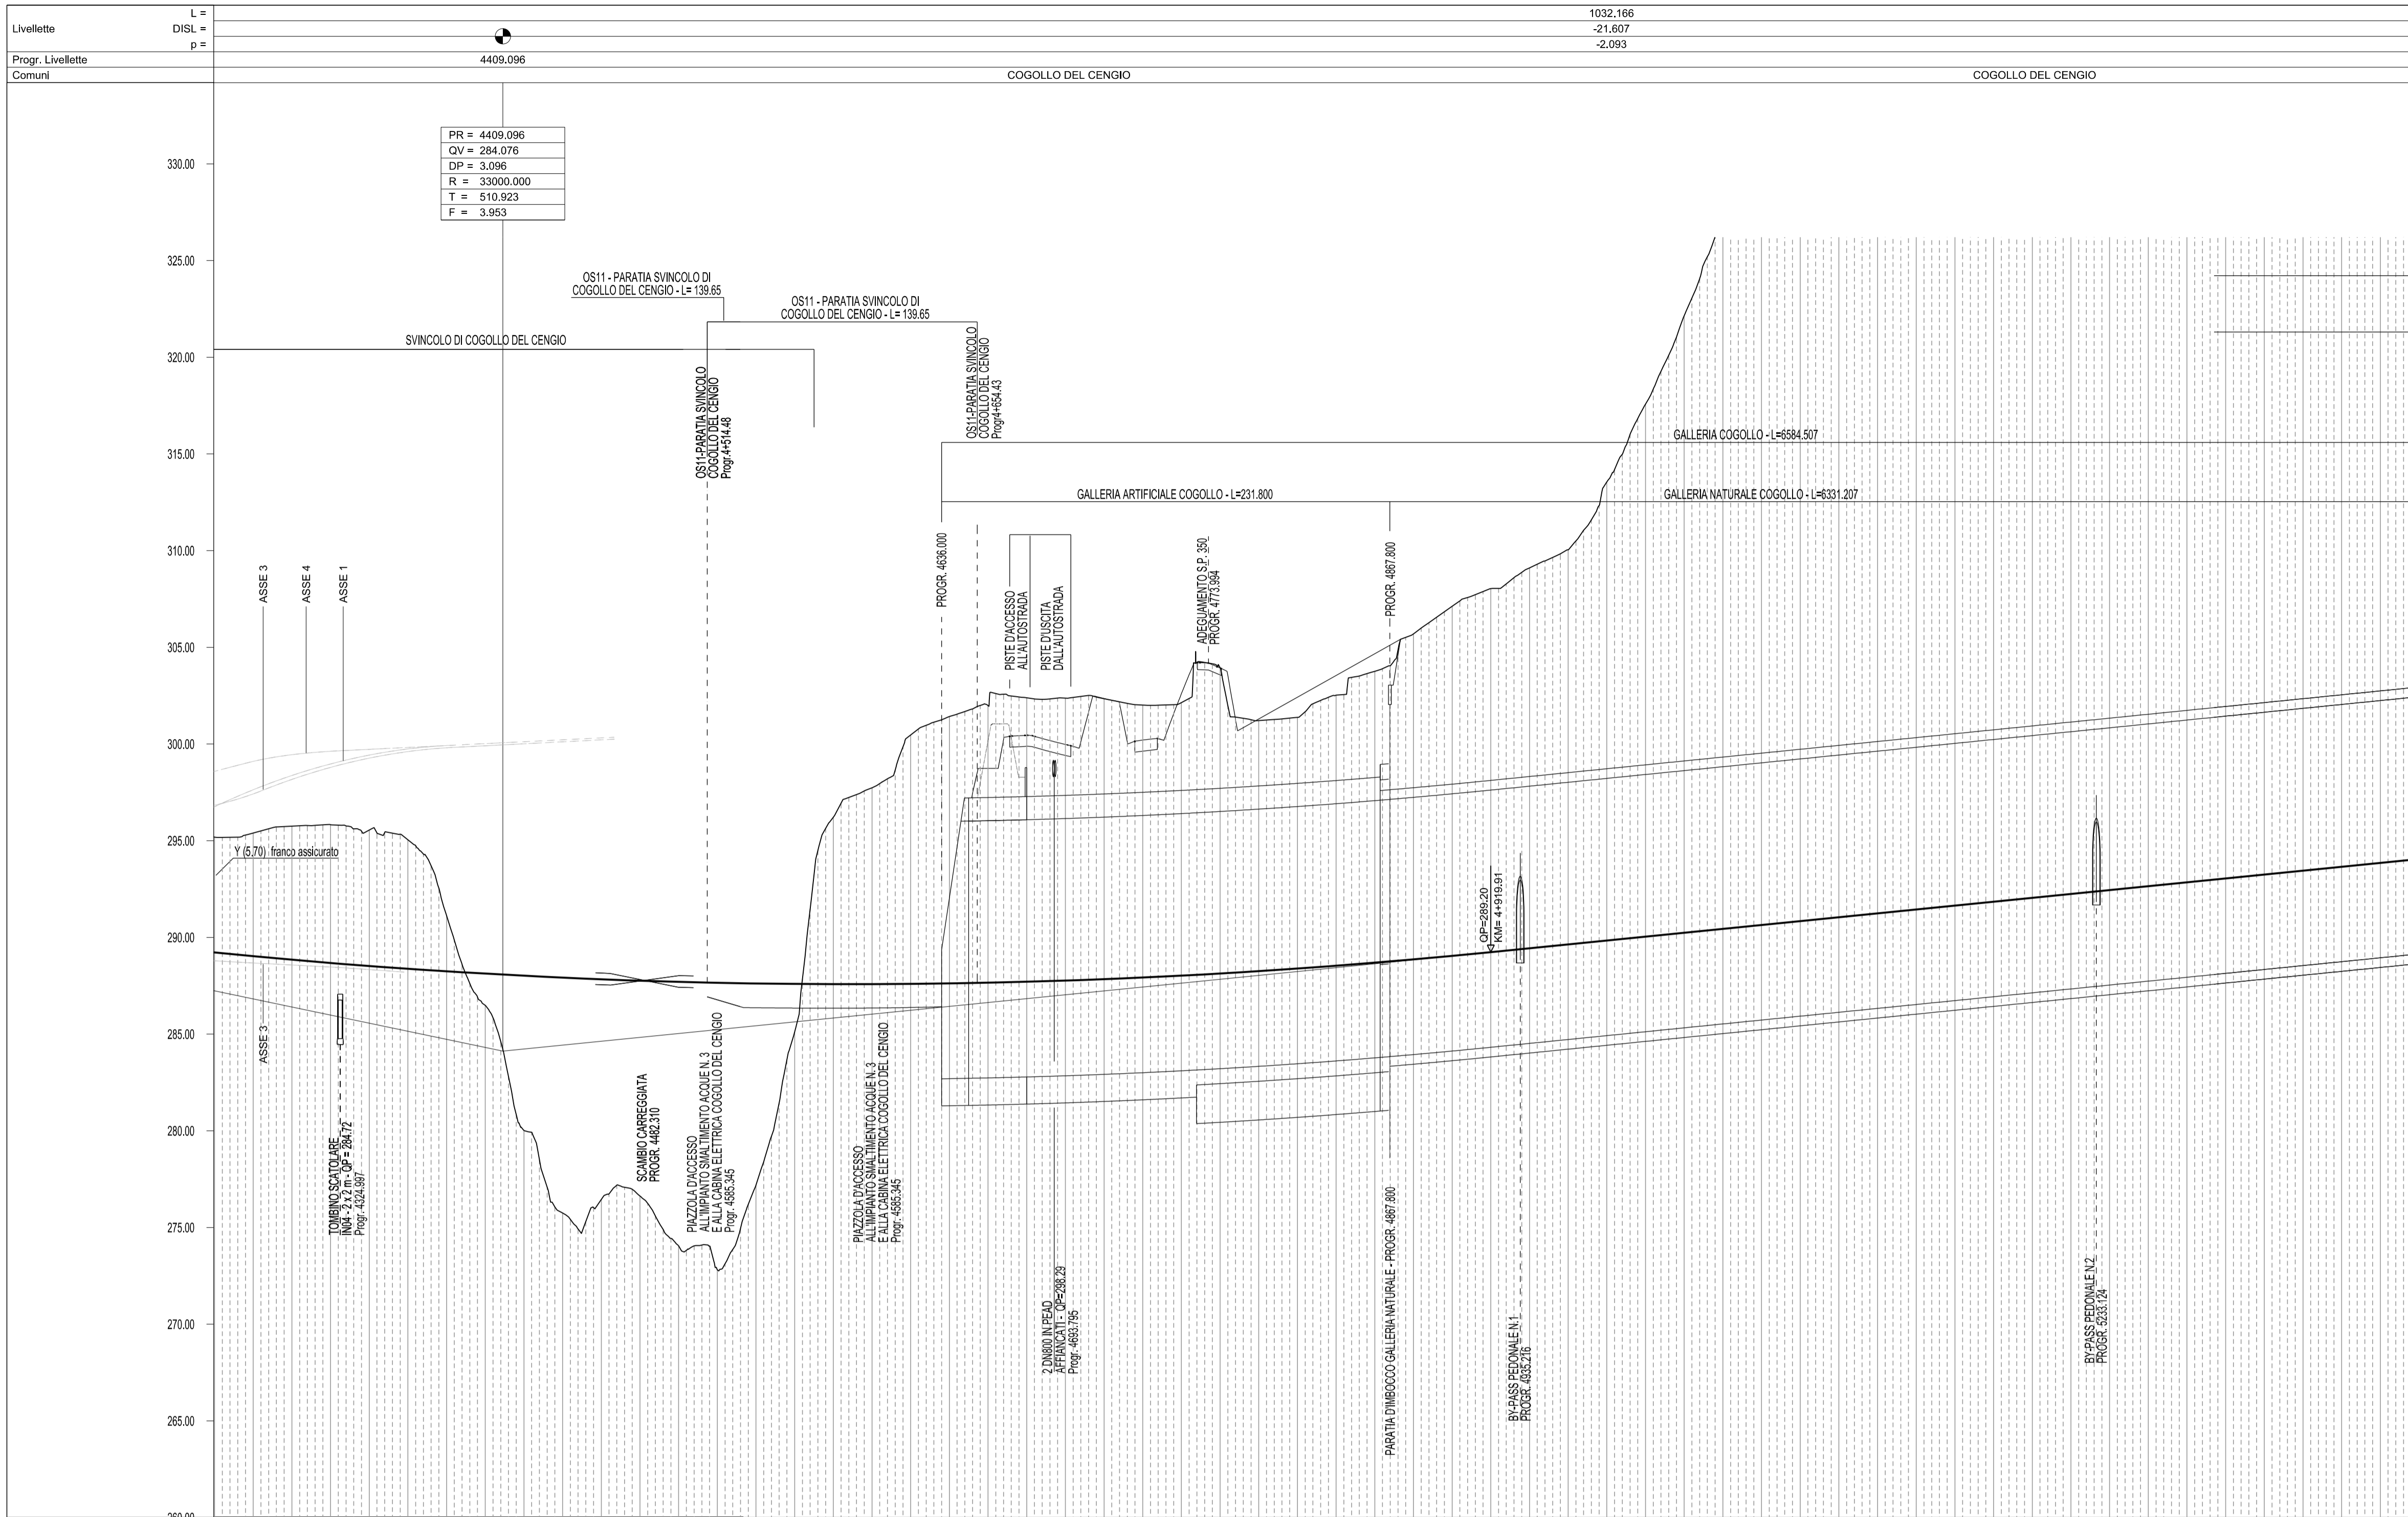 L =
1032.166
Livellette
DISL =
-21.607
p =
-2.093
Progr. Livellette
4409.096
Comuni
COGOLLO DEL CENGIO
COGOLLO DEL CENGIO
PR = 4409.096
QV = 284.076
DP = 3.096
R = 33000.000
T = 510.923
F = 3.953
330.00
325.00
320.00
315.00
310.00
305.00
300.00
295.00
290.00
285.00
280.00
275.00
270.00
265.00
260.00
OS11 - PARATIA SVINCOLO DI
COGOLLO DEL CENGIO - L= 139.65
OS11 - PARATIA SVINCOLO DI
COGOLLO DEL CENGIO - L= 139.65
SVINCOLO DI COGOLLO DEL CENGIO
OS11-PARATIA SVINCOLO
COGOLLO DEL CENGIO
Progr.4+514.48
OS11-PARATIA SVINCOLO
COGOLLO DEL CENGIO
Progr4+654.43
GALLERIA COGOLLO - L=6584.507
GALLERIA ARTIFICIALE COGOLLO - L=231.800
GALLERIA NATURALE COGOLLO - L=6331.207
ASSE 3
ASSE 4
ASSE 1
PROGR. 4636.000
PISTE D'ACCESSO
ALL'AUTOSTRADA
PISTE D'USCITA
DALL'AUTOSTRADA
ADEGUAMENTO S.P. 350
PROGR. 4773.994
PROGR. 4867.800
Y (5,70) franco assicurato
QP=289.20
KM= 4+919.91
ASSE 3
TOMBINO SCATOLARE
IN04 - 2 x 2 m - QP = 284.72
Progr. 4324.997
SCAMBIO CARREGGIATA
PROGR. 4482.310
PIAZZOLA D'ACCESSO
ALL'IMPIANTO SMALTIMENTO ACQUE N. 3
E ALLA CABINA ELETTRICA COGOLLO DEL CENGIO
Progr. 4585.345
PIAZZOLA D'ACCESSO
ALL'IMPIANTO SMALTIMENTO ACQUE N. 3
E ALLA CABINA ELETTRICA COGOLLO DEL CENGIO
Progr. 4585.345
2 DN800 IN PEAD
AFFIANCATI - QP=298.29
Progr. 4693.795
PARATIA D'IMBOCCO GALLERIA NATURALE - PROGR. 4867.800
BY-PASS PEDONALE N.1
PROGR. 4935.216
BY-PASS PEDONALE N.2
PROGR. 5233.124